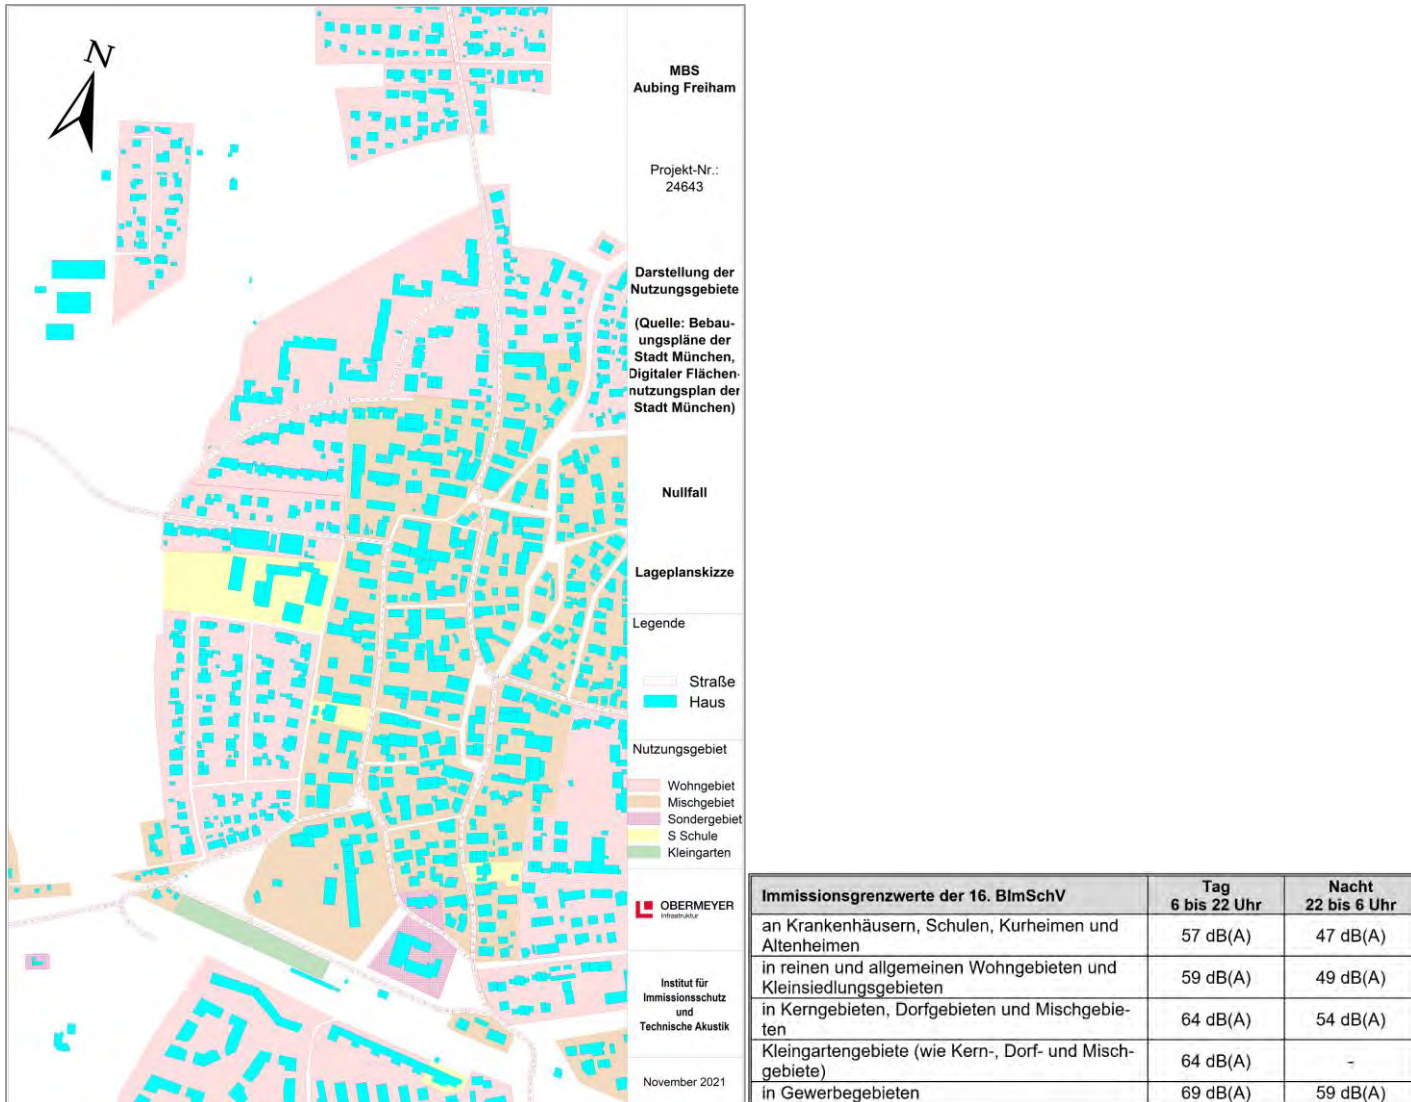 N
MBS
Aubing Freiham
Projekt-Nr.:
24643
Darstellung der
Nutzungsgebiete
(Quelle: Bebau-
ungspläne der
Stadt München,
Digitaler Flächen-
nutzungsplan der
Stadt München)
Nullfall
Lageplanskizze
Legende
Straße
Haus
Nutzungsgebiet
Wohngebiet
Mischgebiet
Sondergebiet
S Schule
Kleingarten
OBERMEYER
Infrastruktur
Institut für
Immissionsschutz
und
Technische Akustik
November 2021
Immissionsgrenzwerte der 16. BImSchV Tag Nacht
6 bis 22 Uhr 22 bis 6 Uhr
an Krankenhäusern, Schulen, Kurheimen und
Altenheimen 57 dB(A) 47 dB(A)
in reinen und allgemeinen Wohngebieten und
Kleinsiedlungsgebieten 59 dB(A) 49 dB(A)
in Kerngebieten, Dorfgebieten und Mischgebie-
ten 64 dB(A) 54 dB(A)
Kleingartengebiete (wie Kern-, Dorf- und Misch-
gebiete) 64 dB(A) -
in Gewerbegebieten 69 dB(A) 59 dB(A)